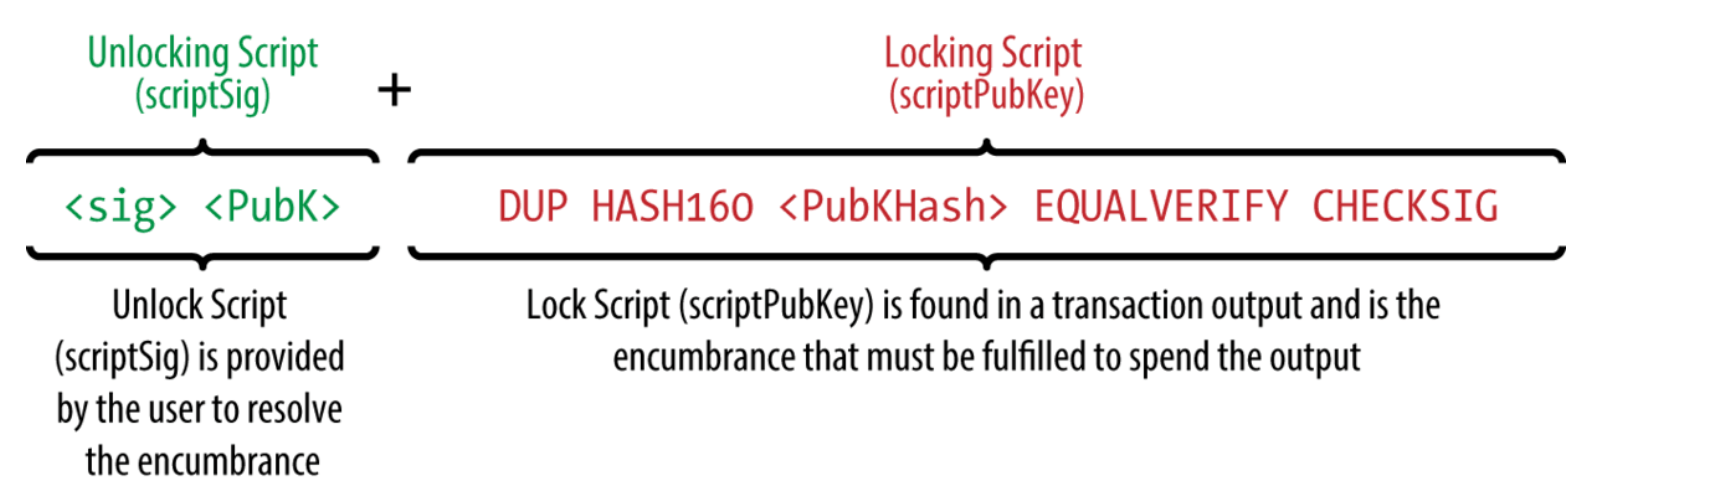 Unlocking Script
(scriptSig)
+
Locking Script
(scriptPubKey)
<sig> <PubK>
DUP HASH160 <PubKHash> EQUALVERIFY CHECKSIG
Unlock Script
(scriptSig) is provided
by the user to resolve
the encumbrance
Lock Script (scriptPubKey) is found in a transaction output and is the
encumbrance that must be fulfilled to spend the output